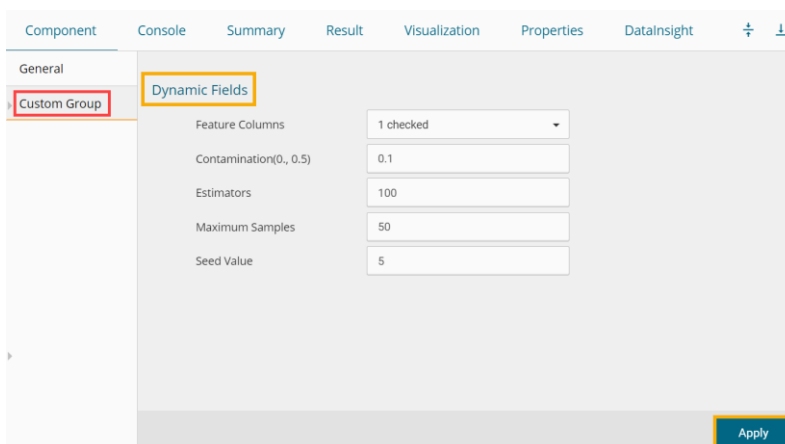 Component Console Summary Result Visualization Properties DataInsight
General
Custom Group
Dynamic Fields
Feature Columns 1 checked
Contamination(0., 0.5) 0.1
Estimators 100
Maximum Samples 50
Seed Value 5
Apply